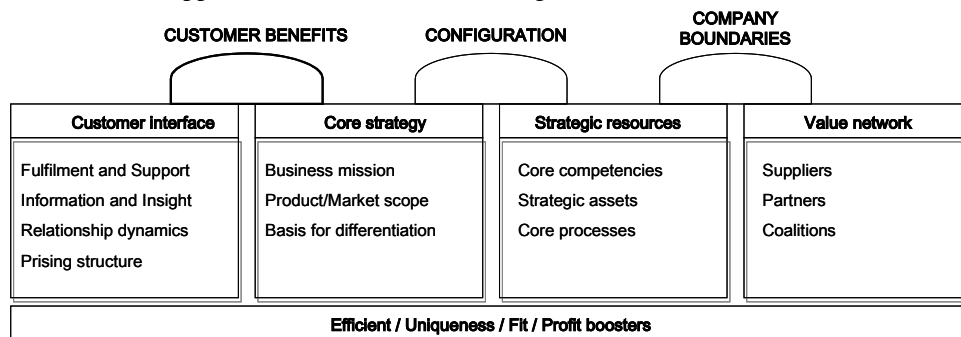 CUSTOMER BENEFITS
CONFIGURATION
COMPANY
BOUNDARIES
Customer interface
Fulfilment and Support
Information and Insight
Relationship dynamics
Prising structure
Core strategy
Business mission
Product/Market scope
Basis for differentiation
Strategic resources
Core competencies
Strategic assets
Core processes
Value network
Suppliers
Partners
Coalitions
Efficient / Uniqueness / Fit / Profit boosters